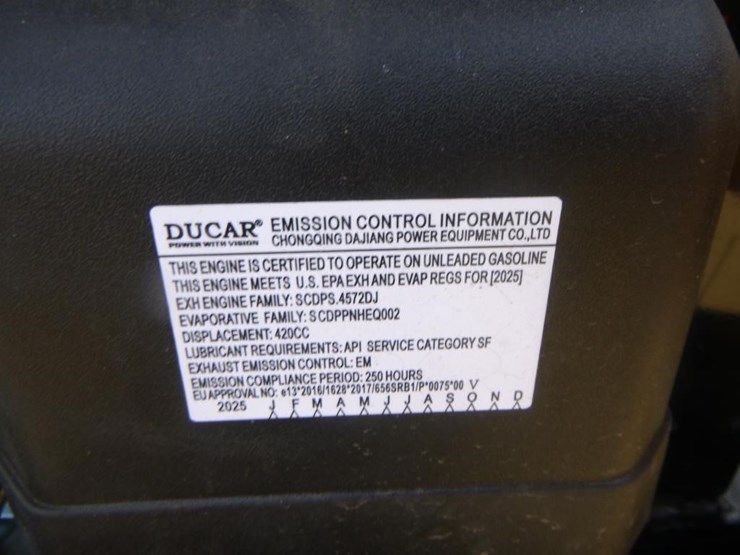 DUCAR®
POWER WITH VISION
EMISSION CONTROL INFORMATION
CHONGQING DAJIANG POWER EQUIPMENT CO.,LTD
THIS ENGINE IS CERTIFIED TO OPERATE ON UNLEADED GASOLINE
THIS ENGINE MEETS U.S. EPA EXH AND EVAP REGS FOR [2025]
EXH ENGINE FAMILY: SCDPS.4572DJ
EVAPORATIVE FAMILY: SCDPPNHEQ002
DISPLACEMENT: 420CC
LUBRICANT REQUIREMENTS: API SERVICE CATEGORY SF
EXHAUST EMISSION CONTROL: EM
EMISSION COMPLIANCE PERIOD: 250 HOURS
EU APPROVAL NO: e13*2016/1628*2017/656SRB1/P*0075*00 V
2025 J F M A M J J A S O N D